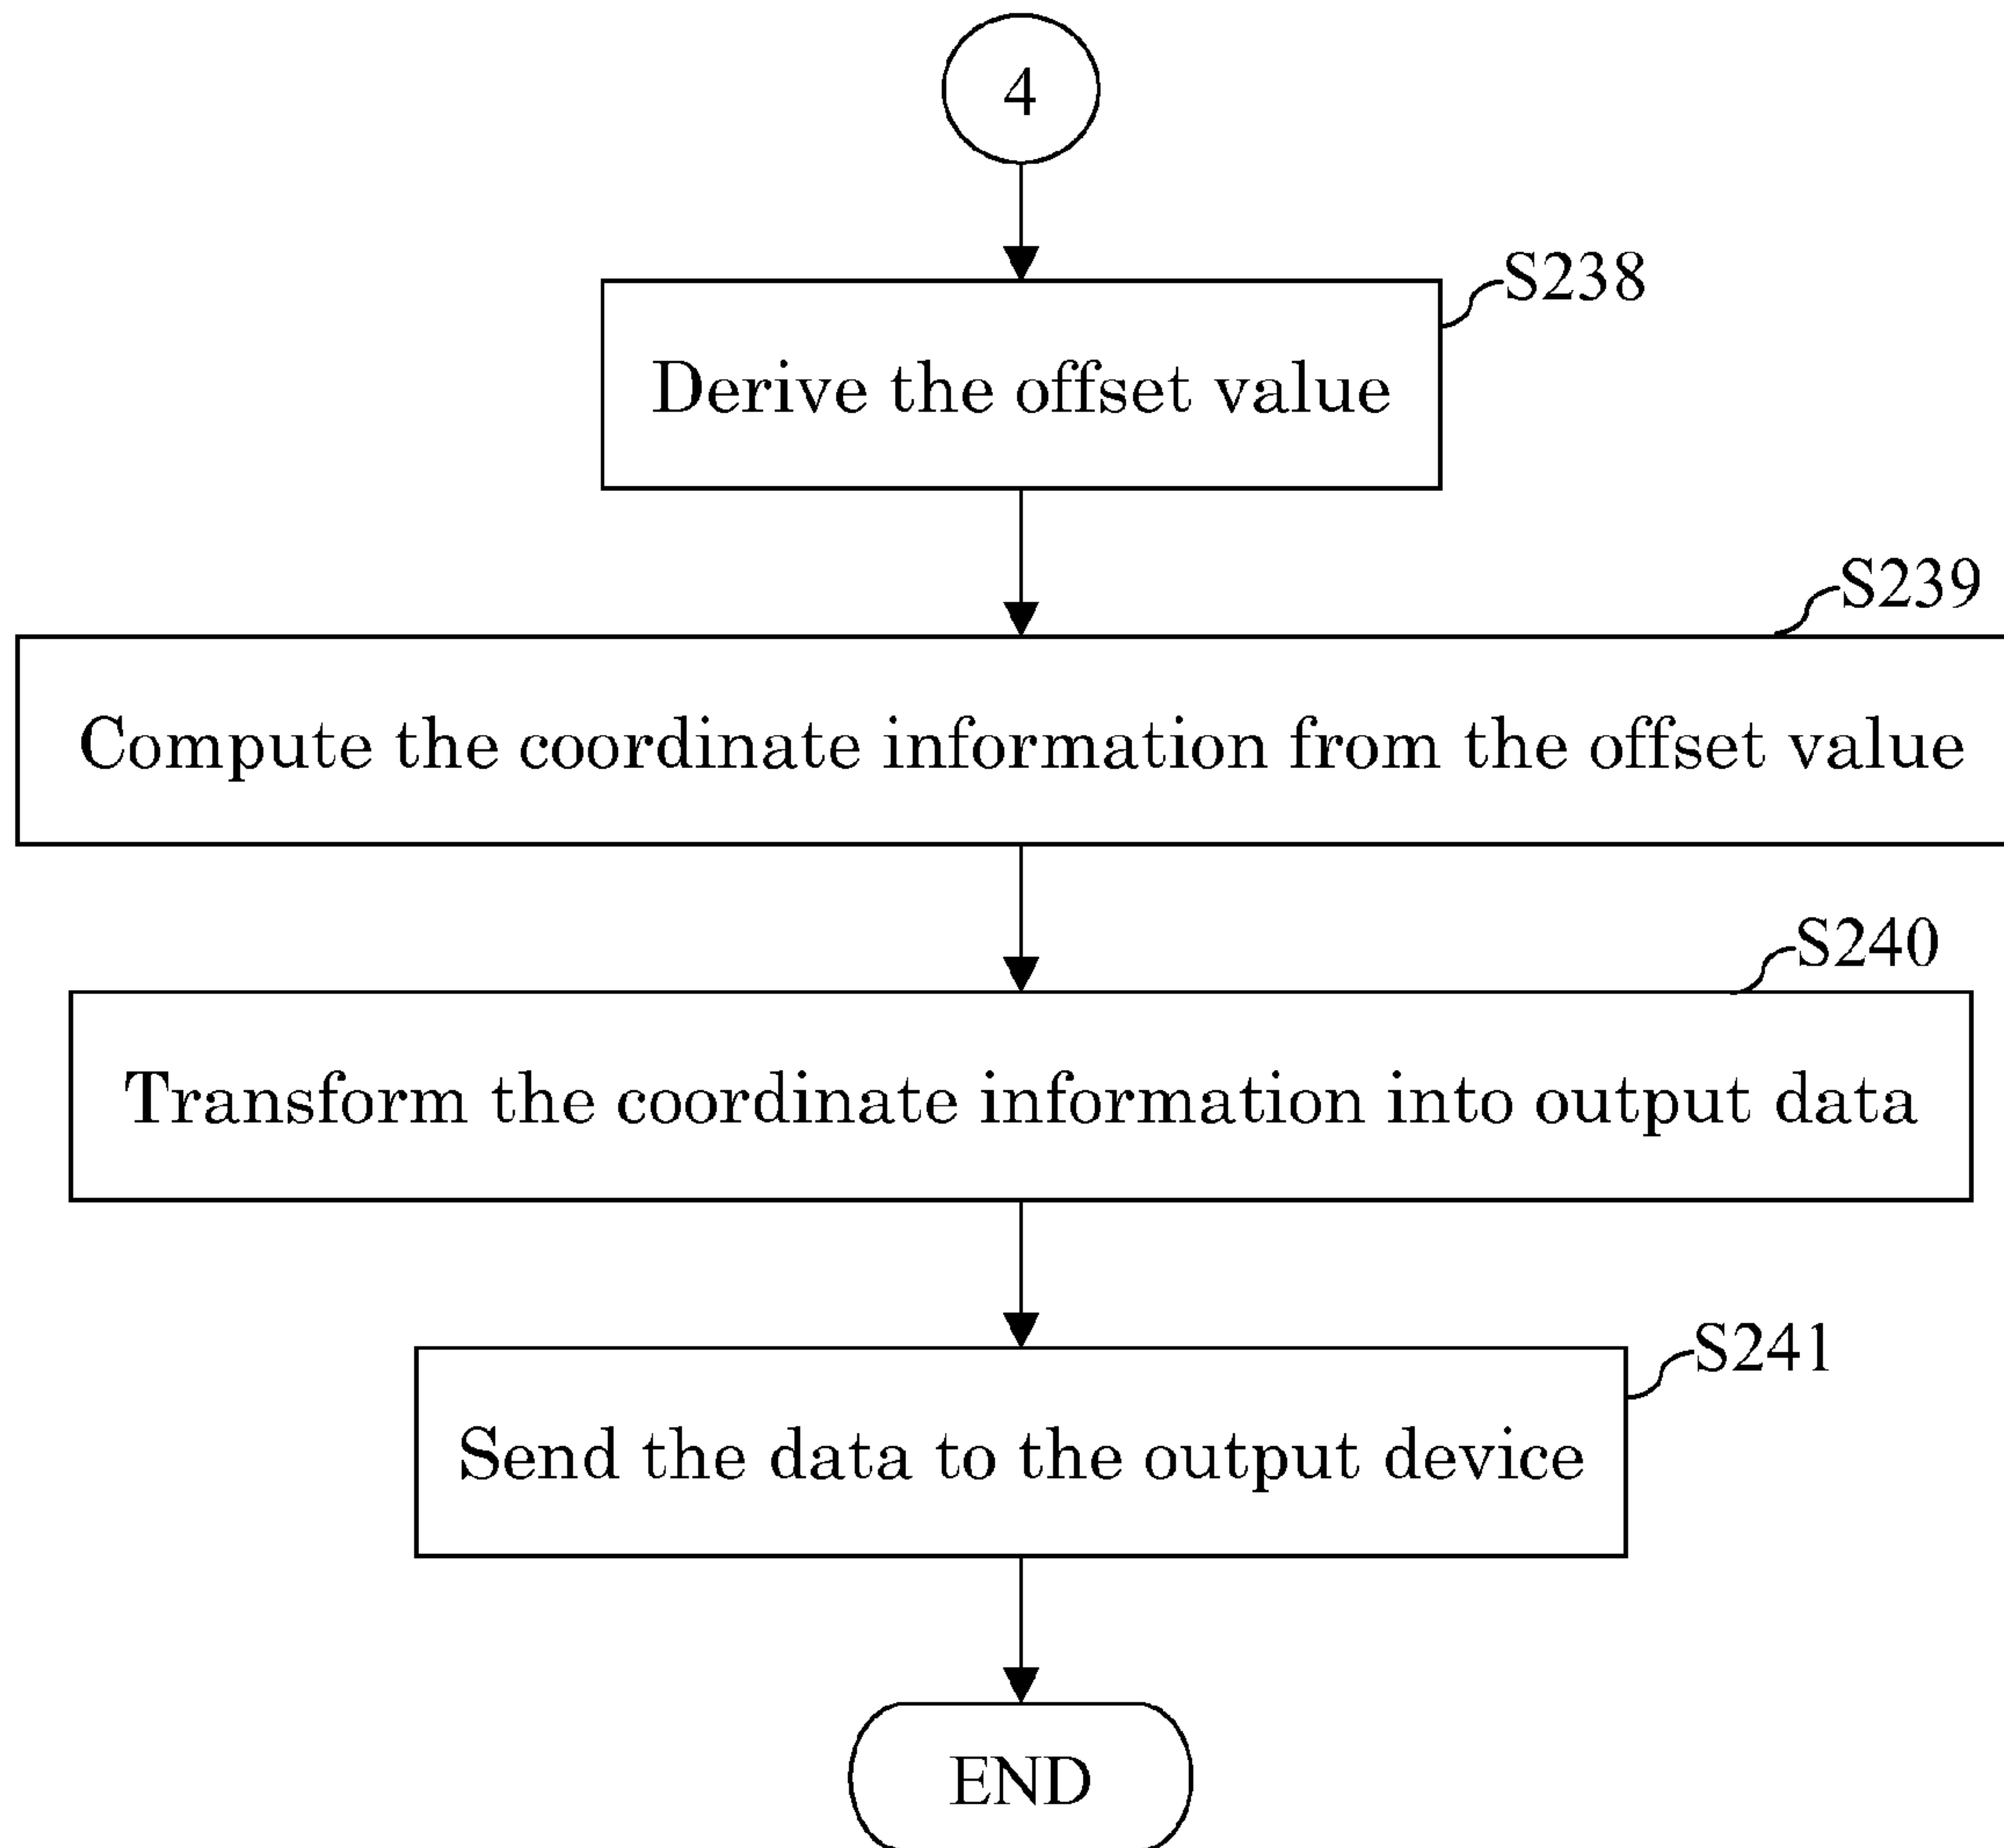 4
S238
Derive the offset value
S239
Compute the coordinate information from the offset value
S240
Transform the coordinate information into output data
S241
Send the data to the output device
END